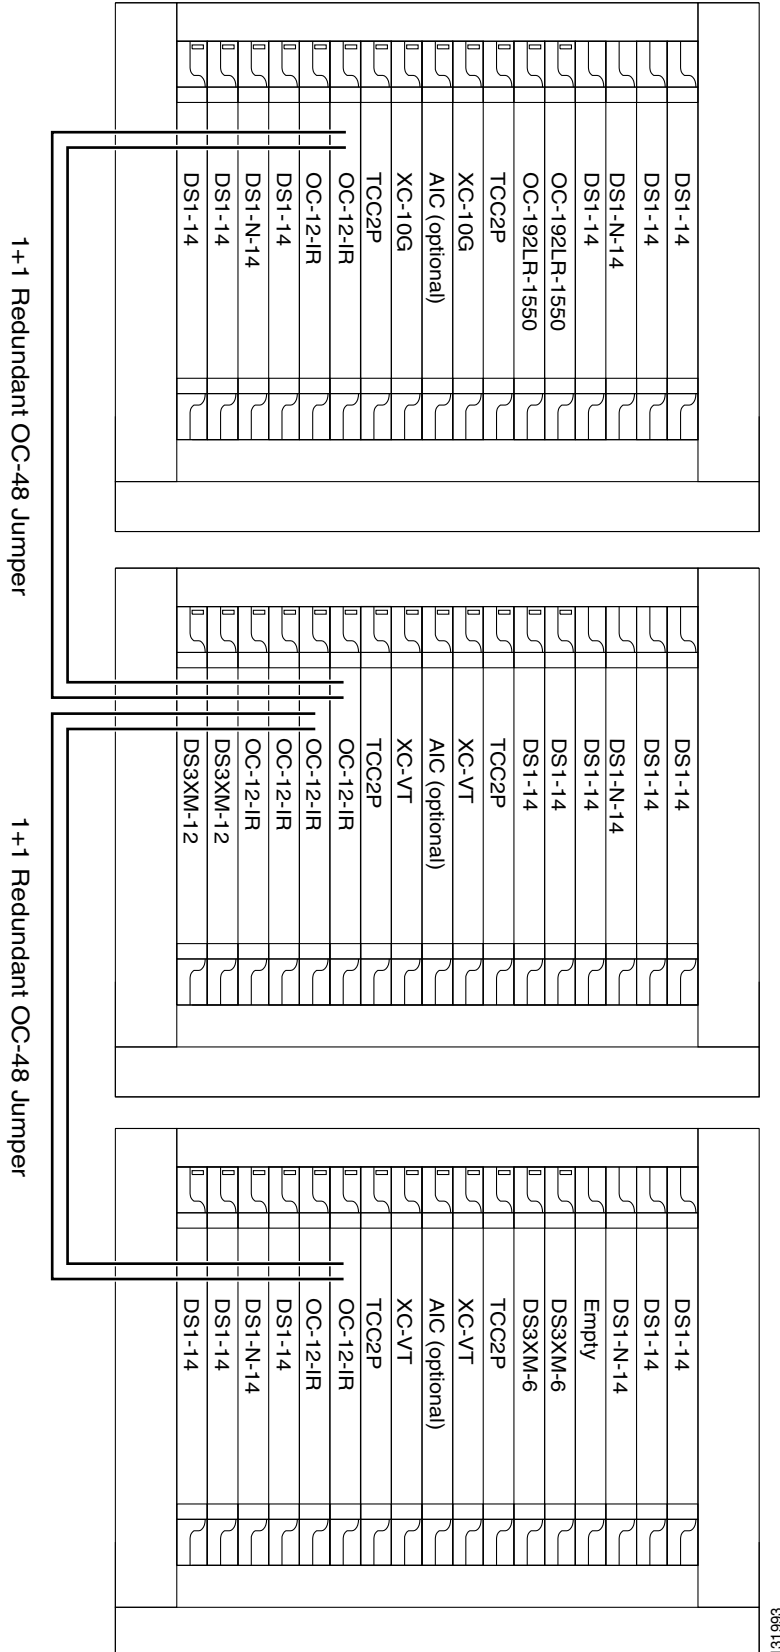 DS1-14
DS1-14
DS1-N-14
DS1-14
OC-192LR-1550
OC-192LR-1550
TCC2P
XC-10G
AIC (optional)
XC-10G
TCC2P
OC-12-IR
OC-12-IR
DS1-14
DS1-N-14
DS1-14
DS1-14
1+1 Redundant OC-48 Jumper
DS1-14
DS1-14
DS1-N-14
DS1-14
DS1-14
DS1-14
TCC2P
XC-VT
AIC (optional)
XC-VT
TCC2P
OC-12-IR
OC-12-IR
OC-12-IR
OC-12-IR
DS3XM-12
DS3XM-12
1+1 Redundant OC-48 Jumper
DS1-14
DS1-14
DS1-N-14
Empty
DS3XM-6
DS3XM-6
TCC2P
XC-VT
AIC (optional)
XC-VT
TCC2P
OC-12-IR
OC-12-IR
DS1-14
DS1-N-14
DS1-14
DS1-14
131693